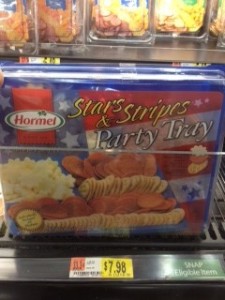 Hormel
Stars & Stripes
Party Tray
$7.98
SNAP
Eligible Item